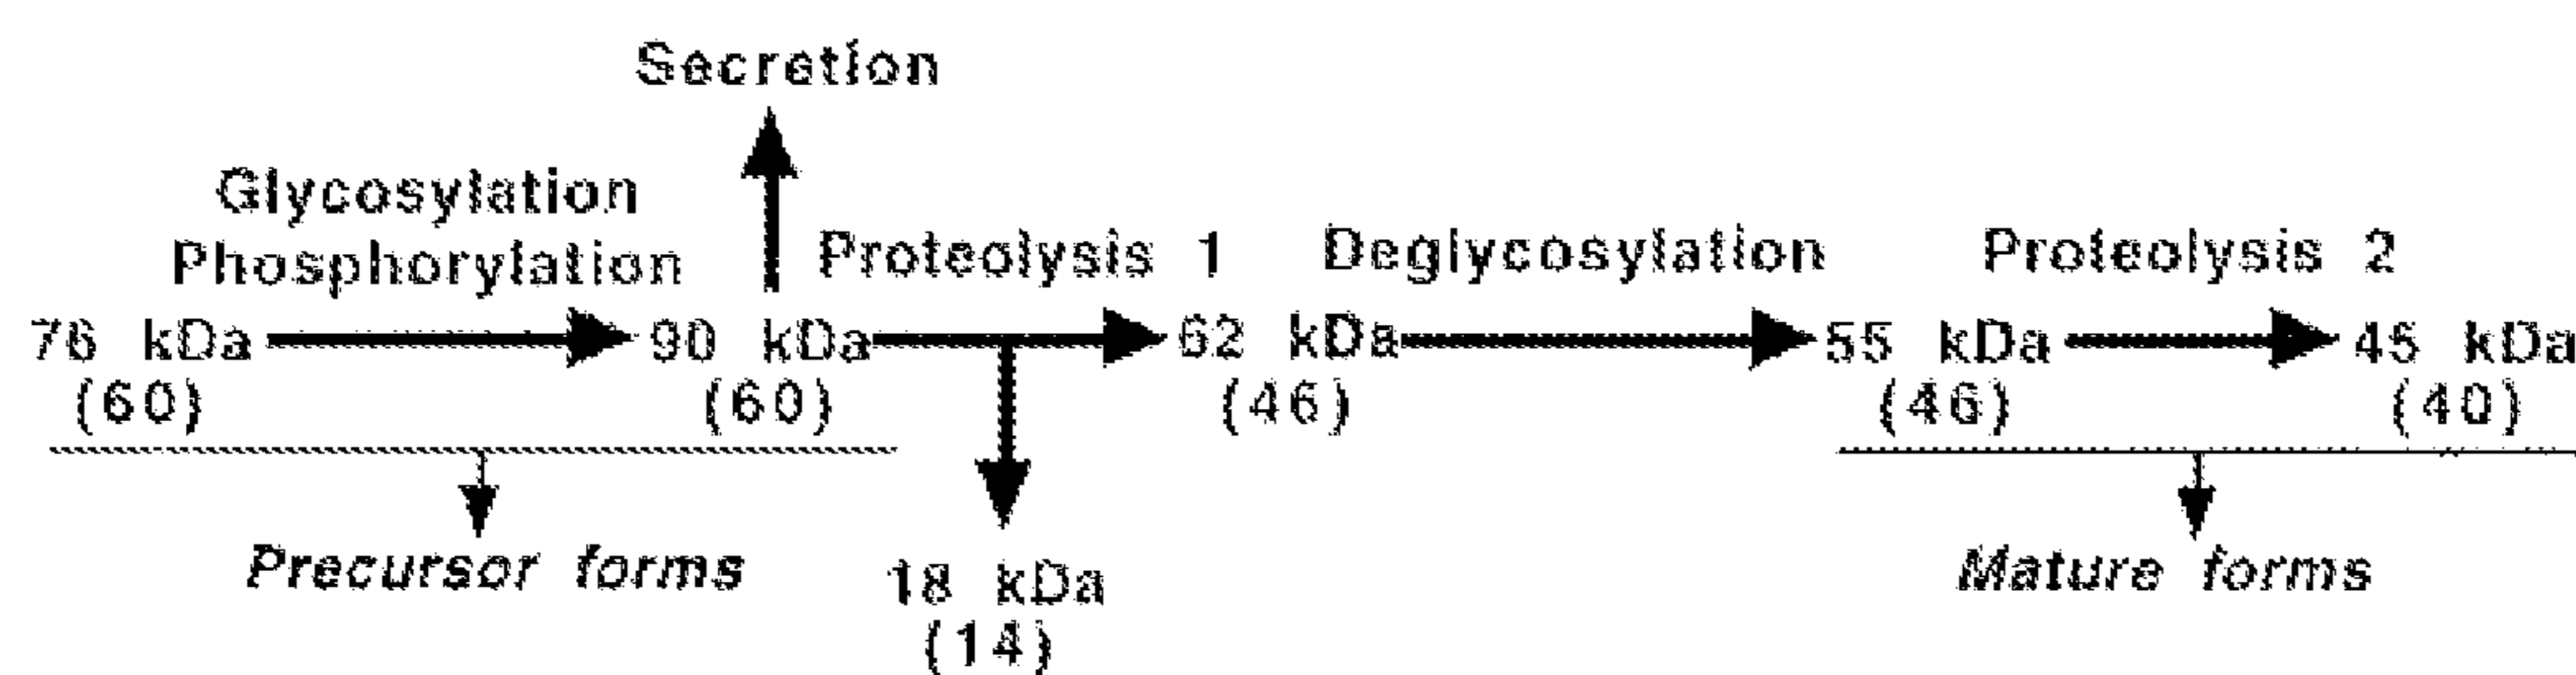 Secretion
Glycosylation
Phosphorylation
Proteolysis 1
Deglycosylation
Proteolysis 2
76 kDa
90 kDa
62 kDa
55 kDa
45 kDa
(60)
(60)
(46)
(46)
(40)
Precursor forms
18 kDa
(14)
Mature forms